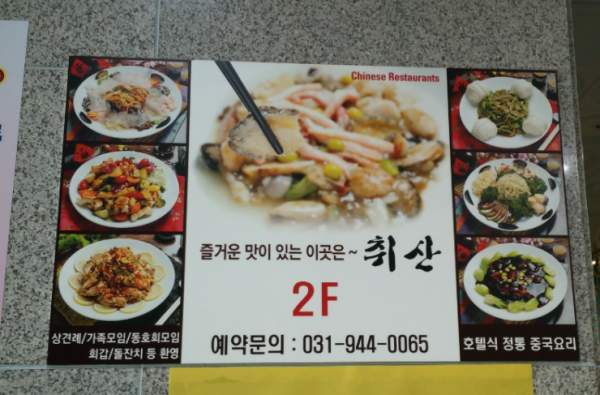 Chinese Restaurants
즐거운 맛이 있는 이곳은~ 취산
2F
예약문의 : 031-944-0065
상견례/가족모임/동호회모임
회갑/돌잔치 등 환영
호텔식 정통 중국요리